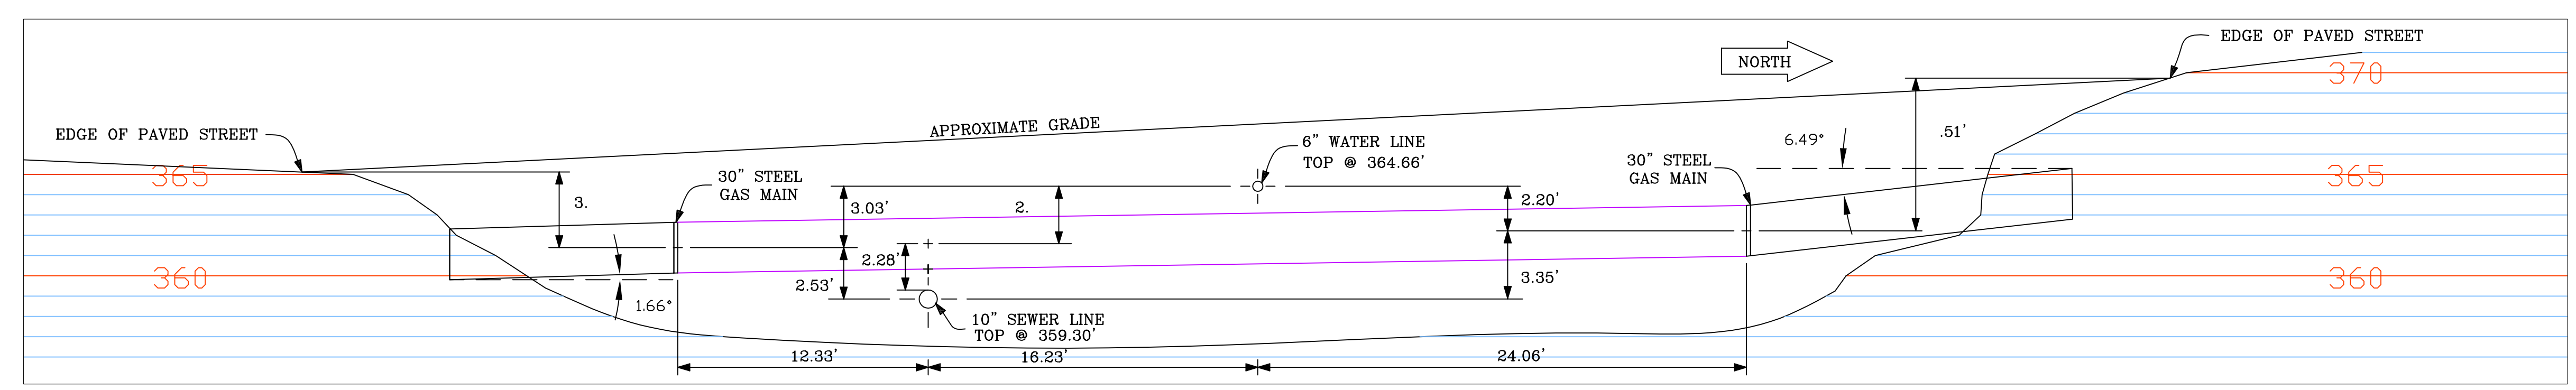 EDGE OF PAVED STREET
NORTH
370
EDGE OF PAVED STREET
APPROXIMATE GRADE
6" WATER LINE
TOP @ 364.66'
6.49°
.51'
365
30" STEEL
GAS MAIN
30" STEEL
GAS MAIN
365
3.
3.03'
2.
2.20'
2.28'
360
2.53'
3.35'
360
1.66°
10" SEWER LINE
TOP @ 359.30'
12.33'
16.23'
24.06'